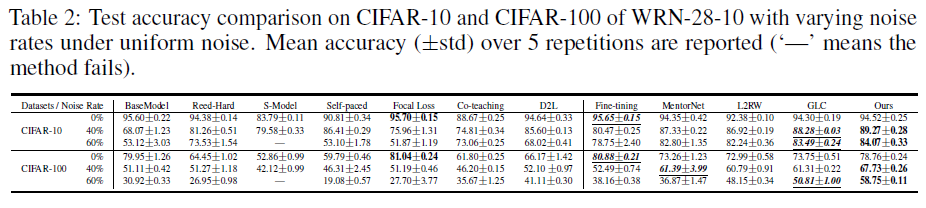 Table 2: Test accuracy comparison on CIFAR-10 and CIFAR-100 of WRN-28-10 with varying noise
rates under uniform noise. Mean accuracy (±std) over 5 repetitions are reported (‘—’ means the
method fails).
Datasets / Noise Rate BaseModel Reed-Hard S-Model Self-paced Focal Loss Co-teaching D2L Fine-tining MentorNet L2RW GLC Ours
0% 95.60±0.22 94.38±0.14 83.79±0.11 90.81±0.34 95.70±0.15 88.67±0.25 94.64±0.33 95.65±0.15 94.35±0.42 92.38±0.10 94.30±0.19 94.52±0.25
CIFAR-10 40% 68.07±1.23 81.26±0.51 79.58±0.33 86.41±0.29 75.96±1.31 74.81±0.34 85.60±0.13 80.47±0.25 87.33±0.22 86.92±0.19 88.28±0.03 89.27±0.28
60% 53.12±3.03 73.53±1.54 — 53.10±1.78 51.87±1.19 73.06±0.25 68.02±0.41 78.75±2.40 82.80±1.35 82.24±0.36 83.49±0.24 84.07±0.33
0% 79.95±1.26 64.45±1.02 52.86±0.99 59.79±0.46 81.04±0.24 61.80±0.25 66.17±1.42 80.88±0.21 73.26±1.23 72.99±0.58 73.75±0.51 78.76±0.24
CIFAR-100 40% 51.11±0.42 51.27±1.18 42.12±0.99 46.31±2.45 51.19±0.46 46.20±0.15 52.10 ±0.97 52.49±0.74 61.39±3.99 60.79±0.91 61.31±0.22 67.73±0.26
60% 30.92±0.33 26.95±0.98 — 19.08±0.57 27.70±3.77 35.67±1.25 41.11±0.30 38.16±0.38 36.87±1.47 48.15±0.34 50.81±1.00 58.75±0.11